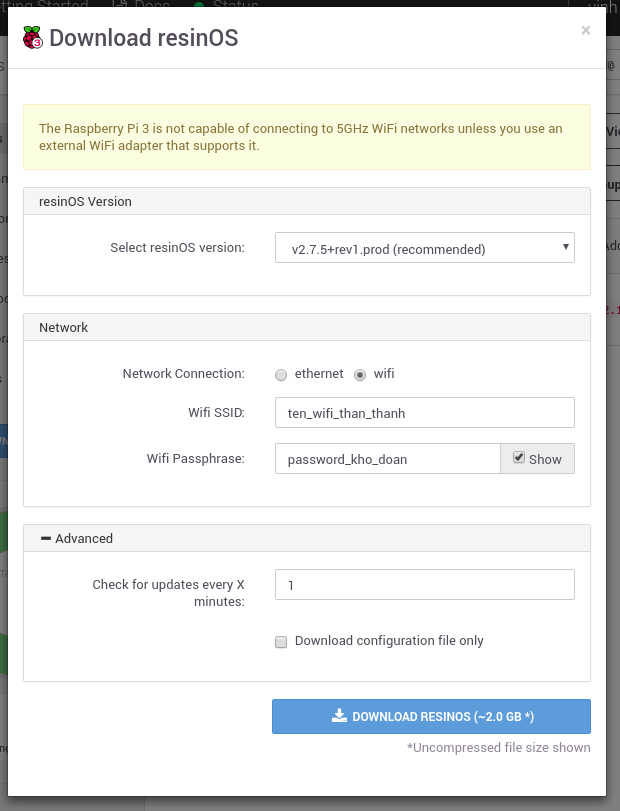 Download resinOS
×
The Raspberry Pi 3 is not capable of connecting to 5GHz WiFi networks unless you use an
external WiFi adapter that supports it.
resinOS Version
Select resinOS version:
v2.7.5+rev1.prod (recommended)
Network
Network Connection:
ethernet
wifi
Wifi SSID:
ten_wifi_than_thanh
Wifi Passphrase:
password_kho_doan
Show
Advanced
Check for updates every X
minutes:
1
Download configuration file only
DOWNLOAD RESINOS (~2.0 GB *)
*Uncompressed file size shown